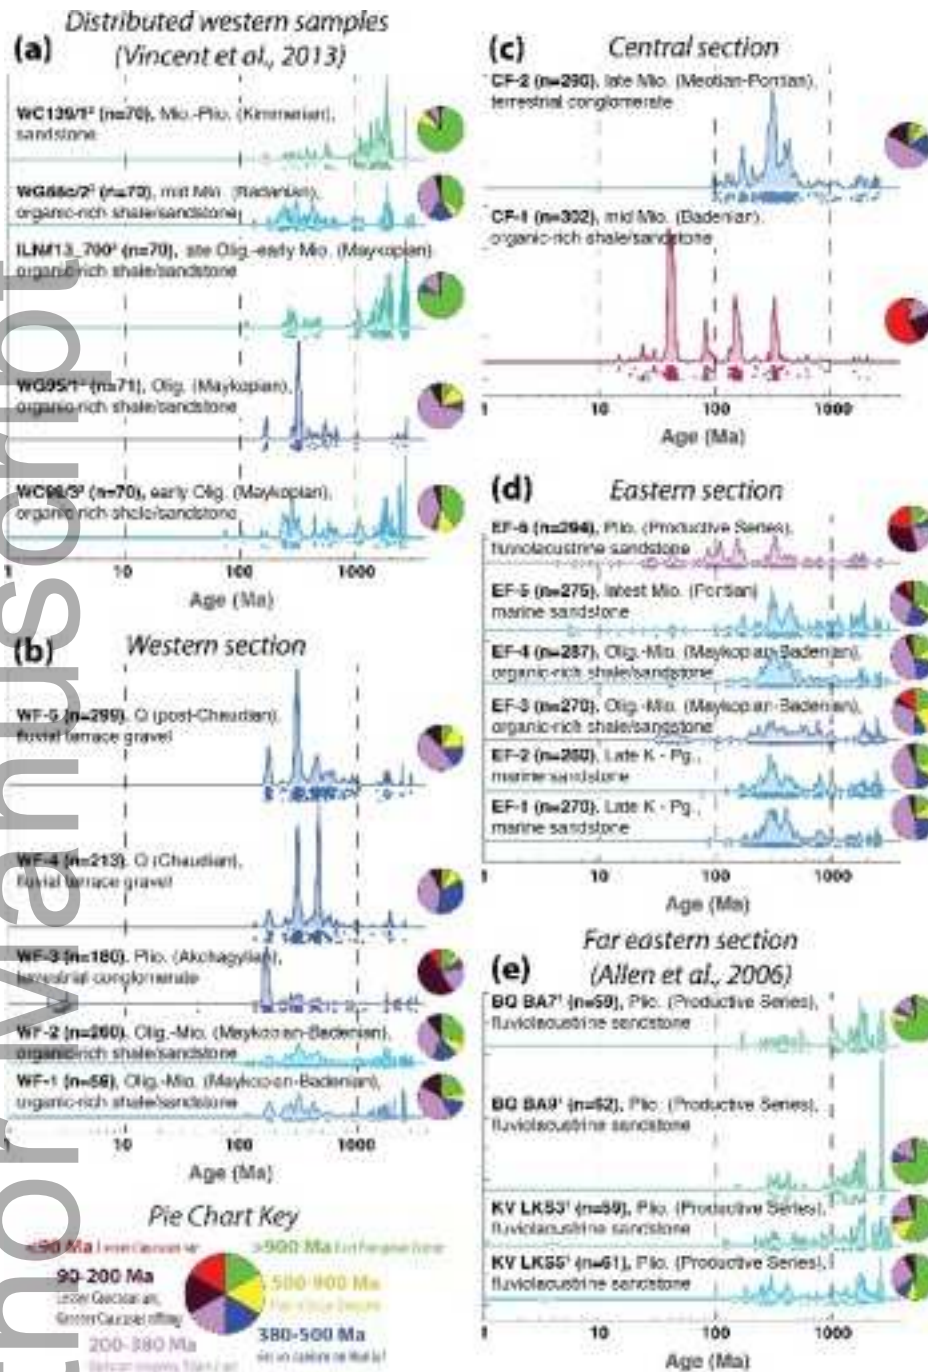 Distributed western samples
(a)
(Vincent et al., 2013)
WC139/1² (n=70), Mio.-Plio. (Kimmerian),
sandstone
(n=70), mid Mio. (Badenian),
organic-rich shale/sandstone
(n=70), late Olig.-early Mio. (Maykopian)
organic-rich shale/sandstone
WG95/1² (n=71), Olig. (Maykopian),
organic-rich shale/sandstone
(n=70), early Olig. (Maykopian),
organic-rich shale/sandstone
1 10 100 1000
Age (Ma)
(b)
Western section
WF-5 (n=299), Q (post-Chaudian),
fluvial terrace gravel
WF-4 (n=213), Q (Chaudian),
fluvial terrace gravel
WF-3 (n=180), Plio. (Akchagylian),
terrestrial conglomerate
WF-2 (n=260), Olig.-Mio. (Maykopian-Badenian),
organic-rich shale/sandstone
WF-1 (n=56), Olig.-Mio. (Maykopian-Badenian),
organic-rich shale/sandstone
1 10 100 1000
Age (Ma)
Pie Chart Key
<90 Ma
>900 Ma
90-200 Ma
Lesser Caucasian,
Greater Caucasus rifting
500-900 Ma
380-500 Ma
200-380 Ma
(c)
Central section
CF-2 (n=290), late Mio. (Meotian-Pontian),
terrestrial conglomerate
CF-1 (n=302), mid Mio. (Badenian),
organic-rich shale/sandstone
1 10 100 1000
Age (Ma)
(d)
Eastern section
EF-6 (n=294), Plio. (Productive Series),
fluviolacustrine sandstone
EF-5 (n=275), latest Mio. (Pontian)
marine sandstone
EF-4 (n=287), Olig.-Mio. (Maykopian-Badenian),
organic-rich shale/sandstone
EF-3 (n=270), Olig.-Mio. (Maykopian-Badenian),
organic-rich shale/sandstone
EF-2 (n=260), Late K - Pg.,
marine sandstone
EF-1 (n=270), Late K - Pg.,
marine sandstone
1 10 100 1000
Age (Ma)
Far eastern section
(e)
(Allen et al., 2006)
BQ BA7¹ (n=59), Plio. (Productive Series),
fluviolacustrine sandstone
BQ BA9¹ (n=62), Plio. (Productive Series),
fluviolacustrine sandstone
KV LKS3¹ (n=59), Plio. (Productive Series),
fluviolacustrine sandstone
KV LKS5¹ (n=61), Plio. (Productive Series),
fluviolacustrine sandstone
1 10 100 1000
Age (Ma)